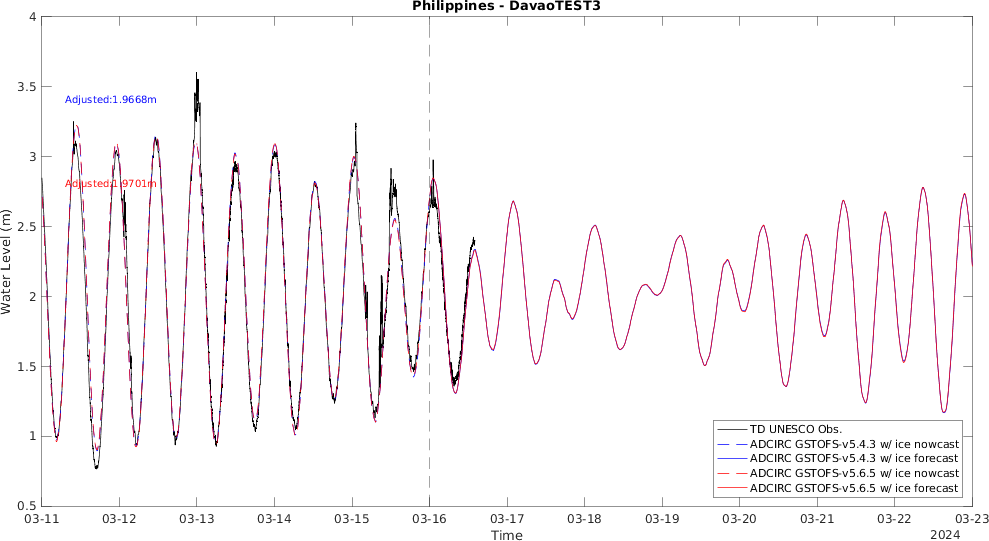 Philippines - DavaoTEST3
4
3.5
3
2.5
2
1.5
1
0.5
Water Level (m)
Adjusted:1.9668m
Adjusted:1.9701m
TD UNESCO Obs.
ADCIRC GSTOFS-v5.4.3 w/ ice nowcast
ADCIRC GSTOFS-v5.4.3 w/ ice forecast
ADCIRC GSTOFS-v5.6.5 w/ ice nowcast
ADCIRC GSTOFS-v5.6.5 w/ ice forecast
03-11 03-12 03-13 03-14 03-15 03-16 03-17 03-18 03-19 03-20 03-21 03-22 03-23
Time
2024